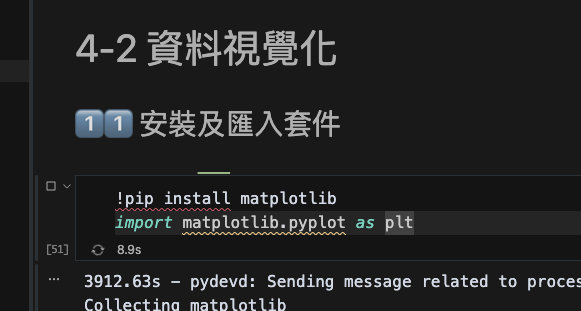 4-2 資料視覺化
1️⃣1️⃣ 安裝及匯入套件
!pip install matplotlib
import matplotlib.pyplot as plt
[51] 8.9s
3912.63s - pydevd: Sending message related to proces
Collecting matplotlib